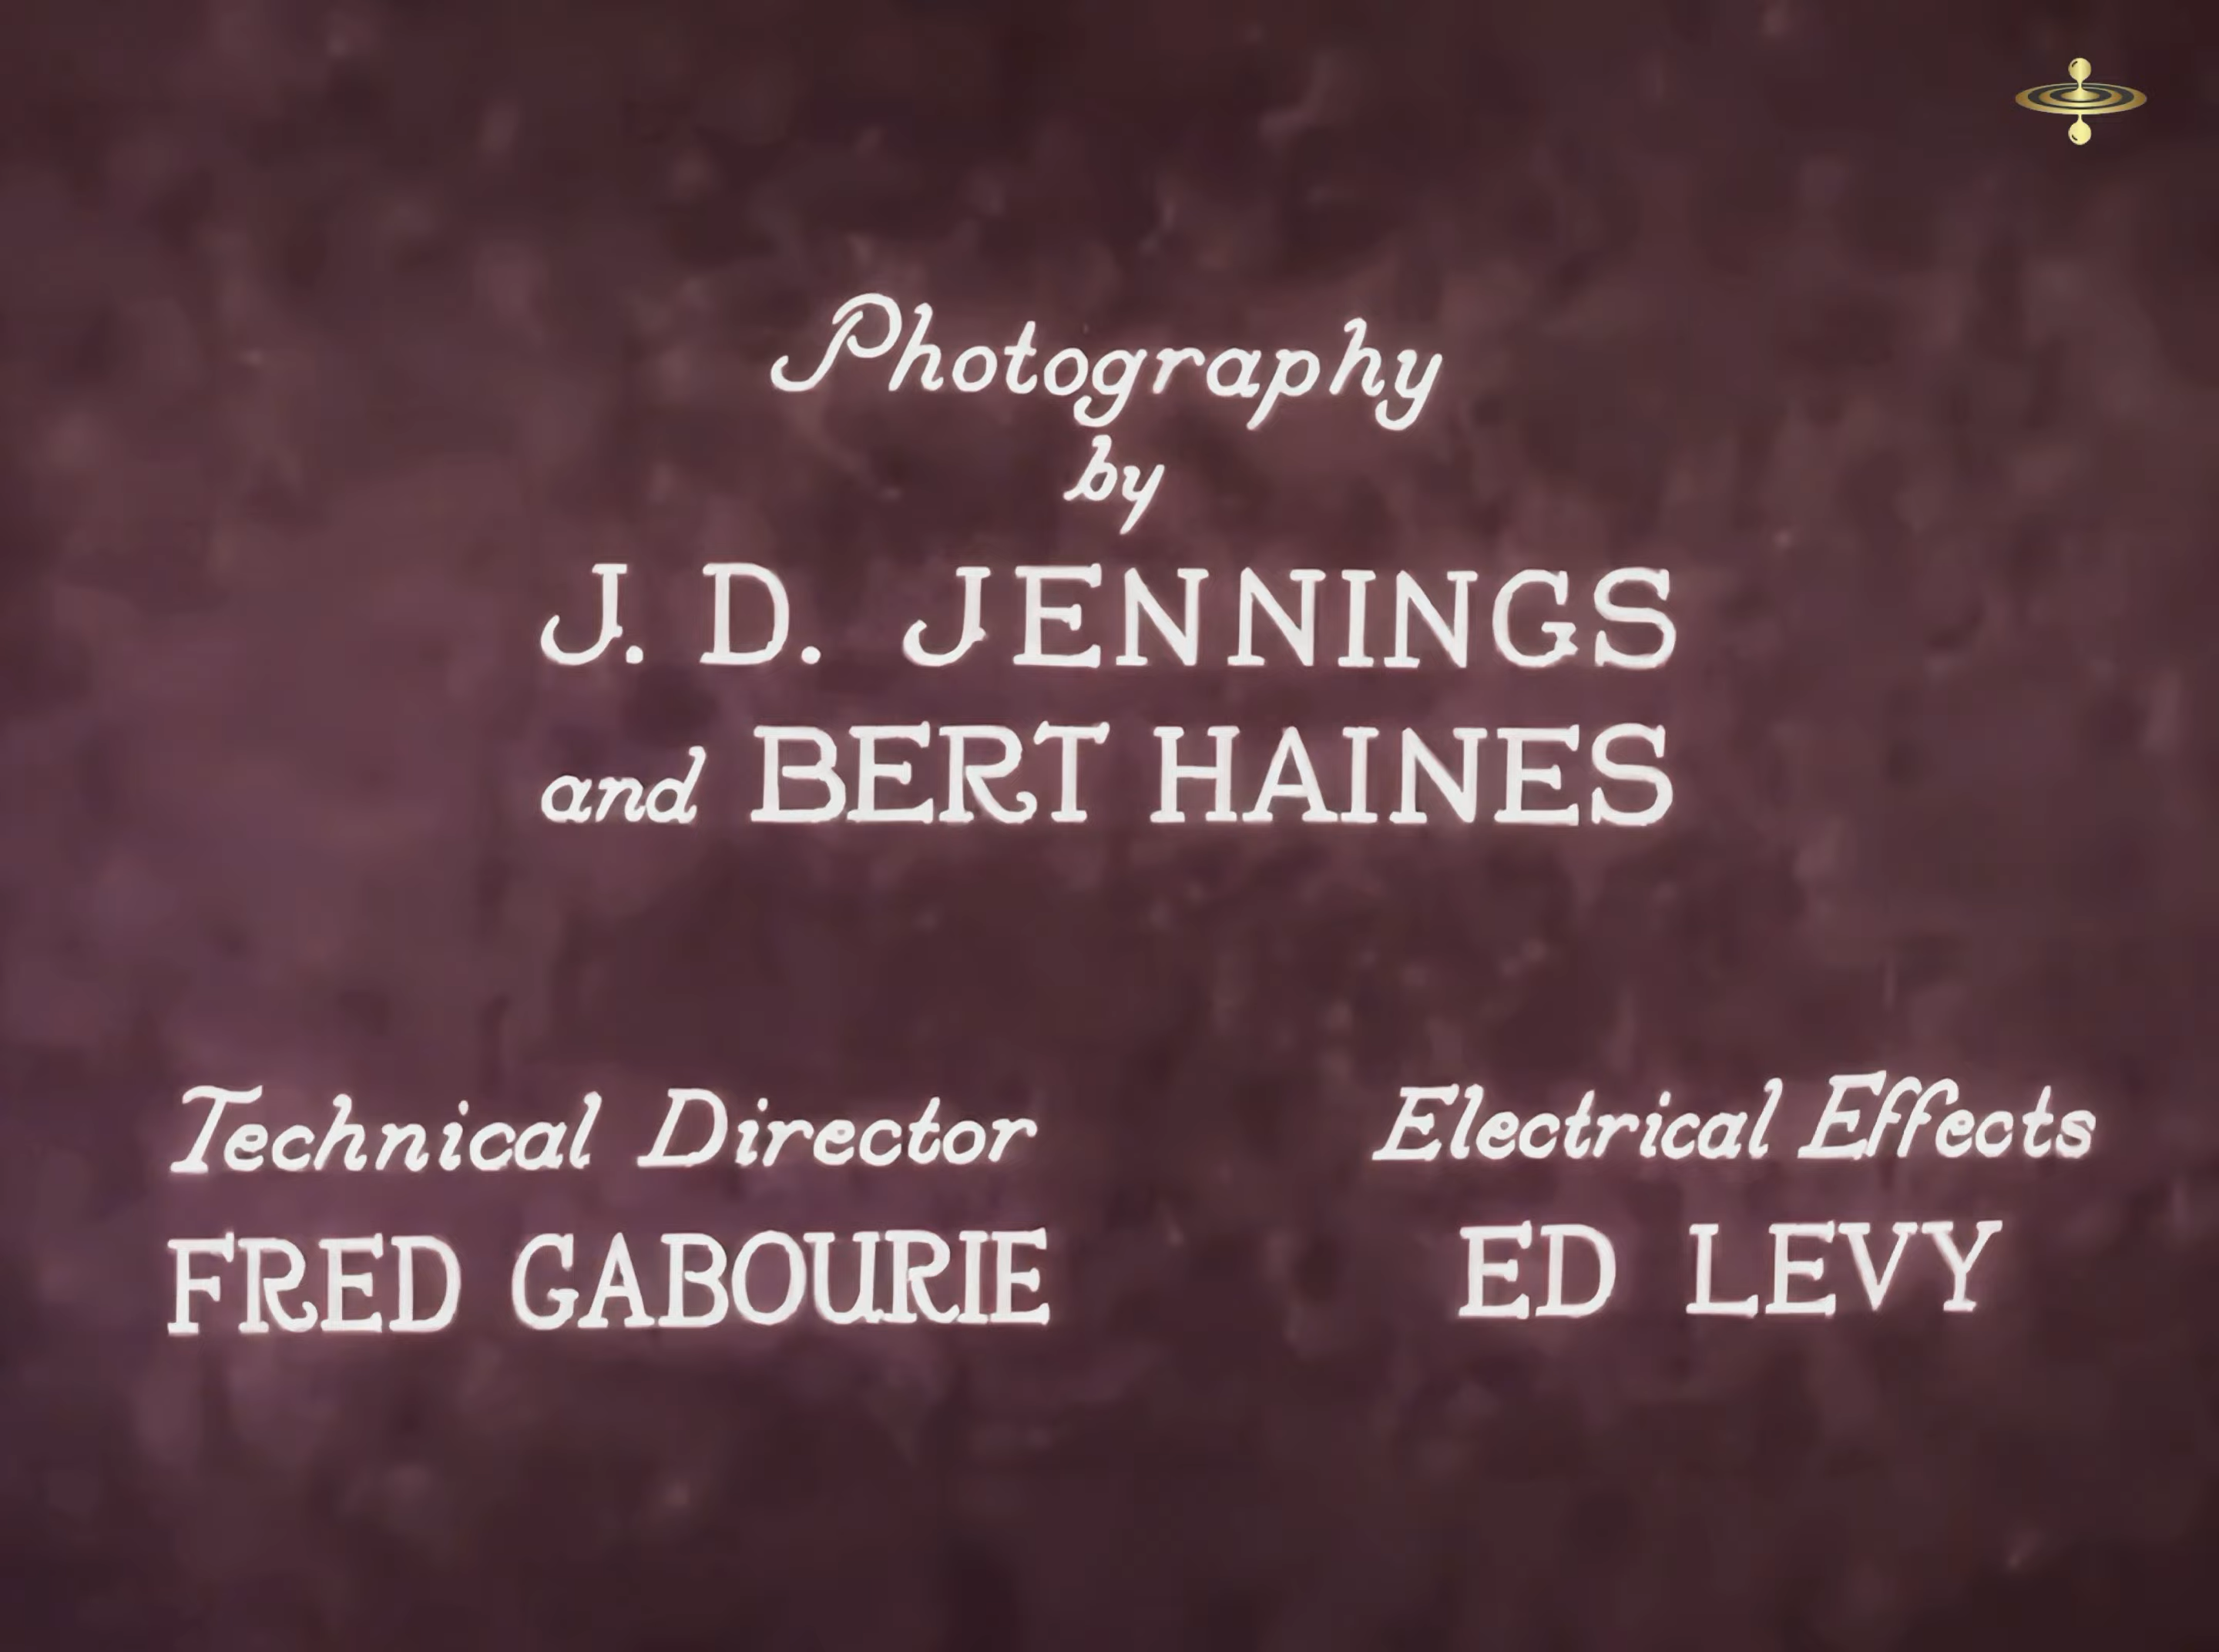 Photography
by
J. D. JENNINGS
and BERT HAINES
Technical Director
FRED GABOURIE
Electrical Effects
ED LEVY